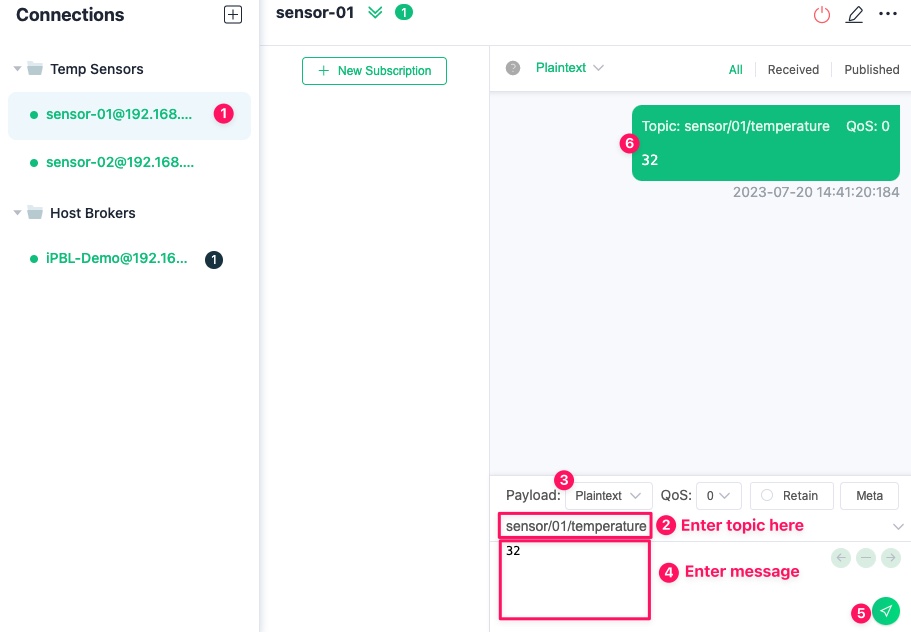 Connections
Temp Sensors
sensor-01@192.168.... 1
sensor-02@192.168....
Host Brokers
iPBL-Demo@192.16... 1
sensor-01 1
+ New Subscription
? Plaintext All Received Published
Topic: sensor/01/temperature QoS: 0
6
32
2023-07-20 14:41:20:184
3
Payload: Plaintext QoS: 0 Retain Meta
sensor/01/temperature 2 Enter topic here
32
4 Enter message
5